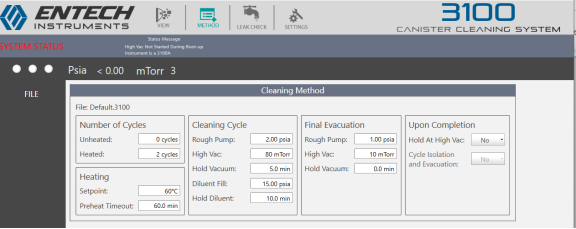 ENTECH
INSTRUMENTS
VIEW
METHOD
LEAK CHECK
SETTINGS
3100
CANISTER CLEANING SYSTEM
SYSTEM STATUS
Status Message
High Vac Not Started During Boot-up
Instrument is a 3100A
Psia < 0.00 mTorr 3
FILE
Cleaning Method
File: Default.3100
Number of Cycles
Unheated: 0 cycles
Heated: 2 cycles
Heating
Setpoint: 60°C
Preheat Timeout: 60.0 min
Cleaning Cycle
Rough Pump: 2.00 psia
High Vac: 80 mTorr
Hold Vacuum: 5.0 min
Diluent Fill: 15.00 psia
Hold Diluent: 10.0 min
Final Evacuation
Rough Pump: 1.00 psia
High Vac: 10 mTorr
Hold Vacuum: 0.0 min
Upon Completion
Hold At High Vac: No
Cycle Isolation
and Evacuation: No